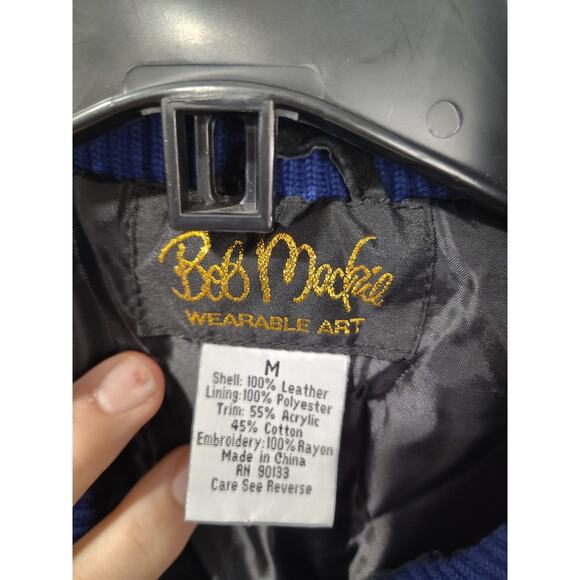 Bob Mackie
WEARABLE ART
M
Shell: 100% Leather
Lining:100% Polyester
Trim: 55% Acrylic
45% Cotton
Embroidery:100% Rayon
Made in China
RN 90133
Care See Reverse